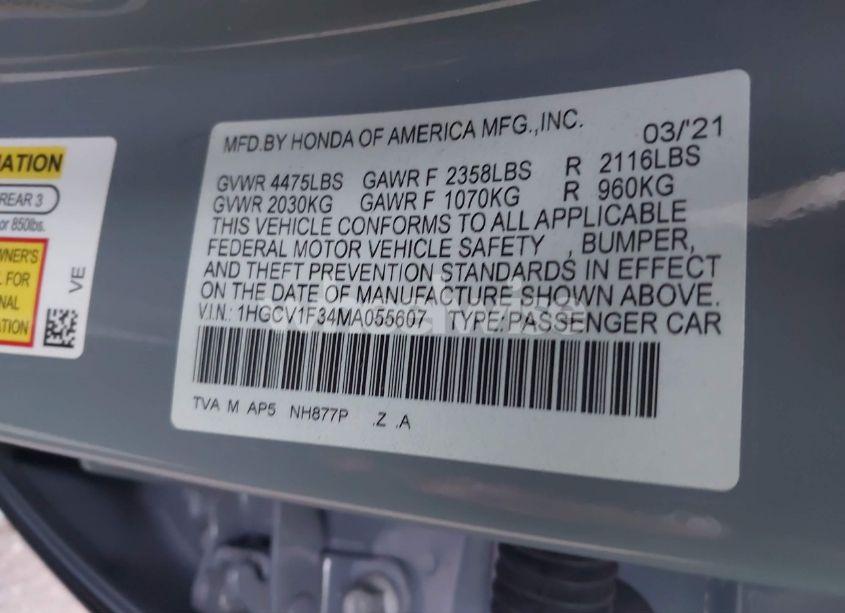 MATION
REAR 3
or 850lbs.
OWNER'S
L FOR
NAL
ATION
VE
MFD.BY HONDA OF AMERICA MFG.,INC. 03/'21
GVWR 4475LBS GAWR F 2358LBS R 2116LBS
GVWR 2030KG GAWR F 1070KG R 960KG
THIS VEHICLE CONFORMS TO ALL APPLICABLE
FEDERAL MOTOR VEHICLE SAFETY , BUMPER,
AND THEFT PREVENTION STANDARDS IN EFFECT
ON THE DATE OF MANUFACTURE SHOWN ABOVE.
V.I.N.: 1HGCV1F34MA055607 TYPE:PASSENGER CAR
TVA M AP5 NH877P .Z .A